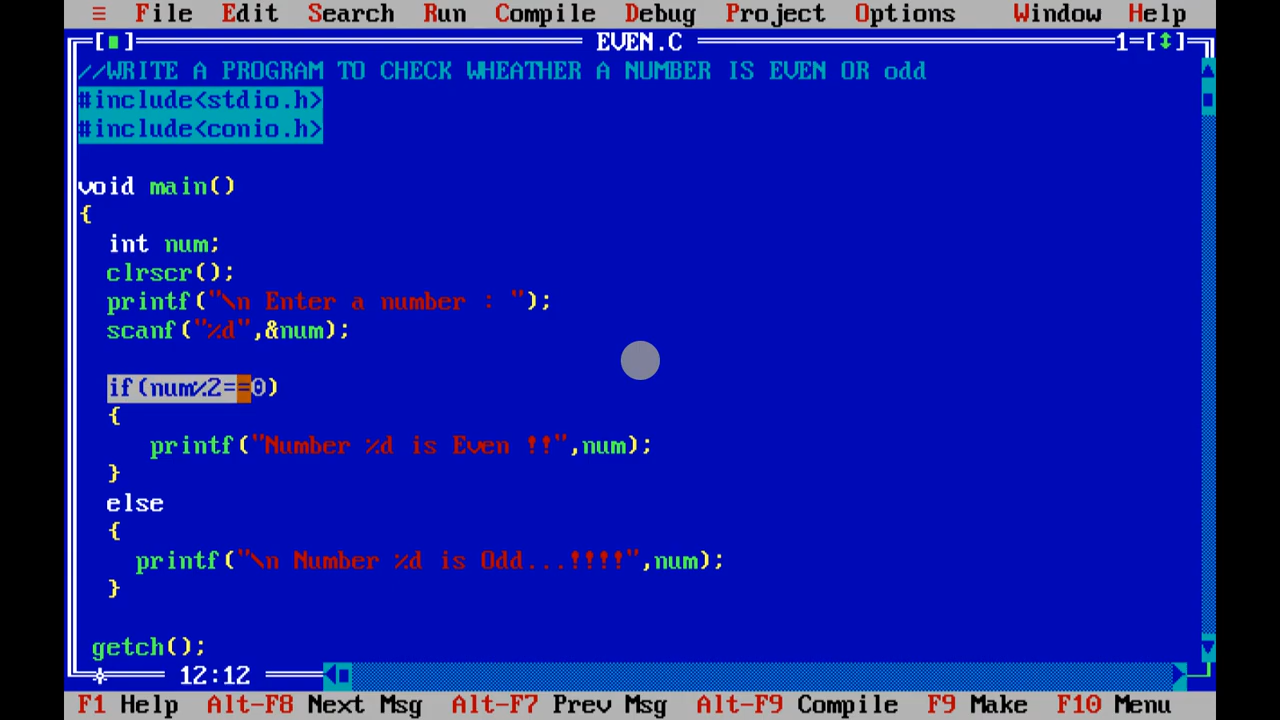 ≡ File Edit Search Run Compile Debug Project Options Window Help
[■] EVEN.C 1=[↕]
//WRITE A PROGRAM TO CHECK WHEATHER A NUMBER IS EVEN OR odd
#include<stdio.h>
#include<conio.h>
void main()
{
int num;
clrscr();
printf("\n Enter a number : ");
scanf("%d",&num);
if(num%2==0)
{
printf("Number %d is Even !!",num);
}
else
{
printf("\n Number %d is Odd...!!!!",num);
}
getch();
12:12
F1 Help Alt-F8 Next Msg Alt-F7 Prev Msg Alt-F9 Compile F9 Make F10 Menu